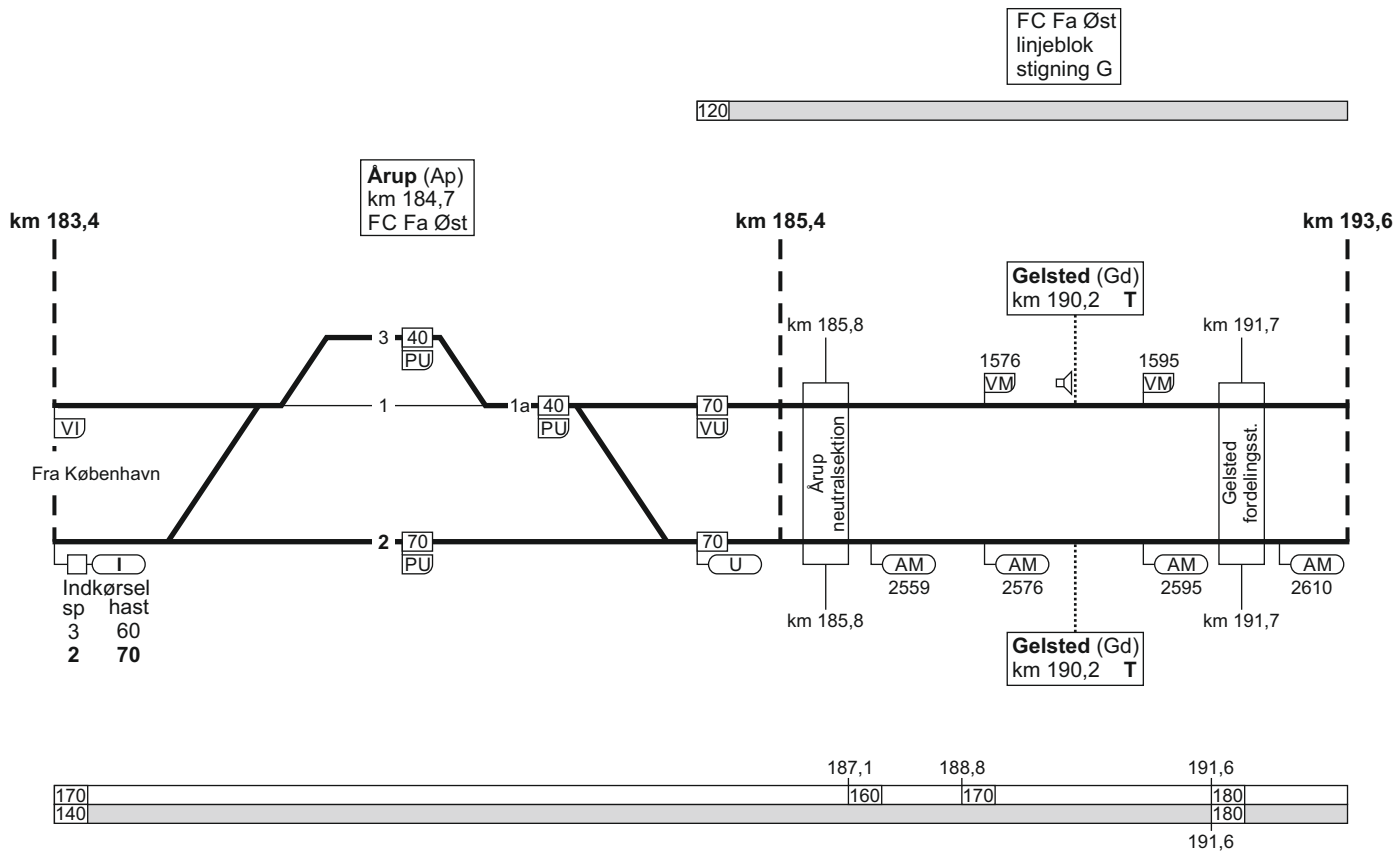 FC Fa Øst
linjeblok
stigning G
120
Årup (Ap)
km 184,7
FC Fa Øst
km 183,4
km 185,4
km 193,6
Gelsted (Gd)
km 190,2 T
km 185,8
km 191,7
3 40
PU
1576
VM
1595
VM
1
1a 40
PU
70
VU
VI
Fra København
Årup
neutralsektion
Gelsted
fordelingsst.
2 70
PU
70
U
I
AM
2559
AM
2576
AM
2595
AM
2610
Indkørsel
sp hast
3 60
2 70
km 185,8
km 191,7
Gelsted (Gd)
km 190,2 T
187,1 188,8 191,6
170 160 170 180
140 180
191,6